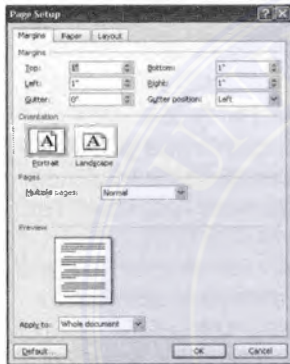 Page Setup
Margins Paper Layout
Margins
Top: 1" Bottom: 1"
Left: 1" Right: 1"
Gutter: 0" Gutter position: Left
Orientation
Portrait Landscape
Pages
Multiple pages: Normal
Preview
Apply to: Whole document
Default... OK Cancel